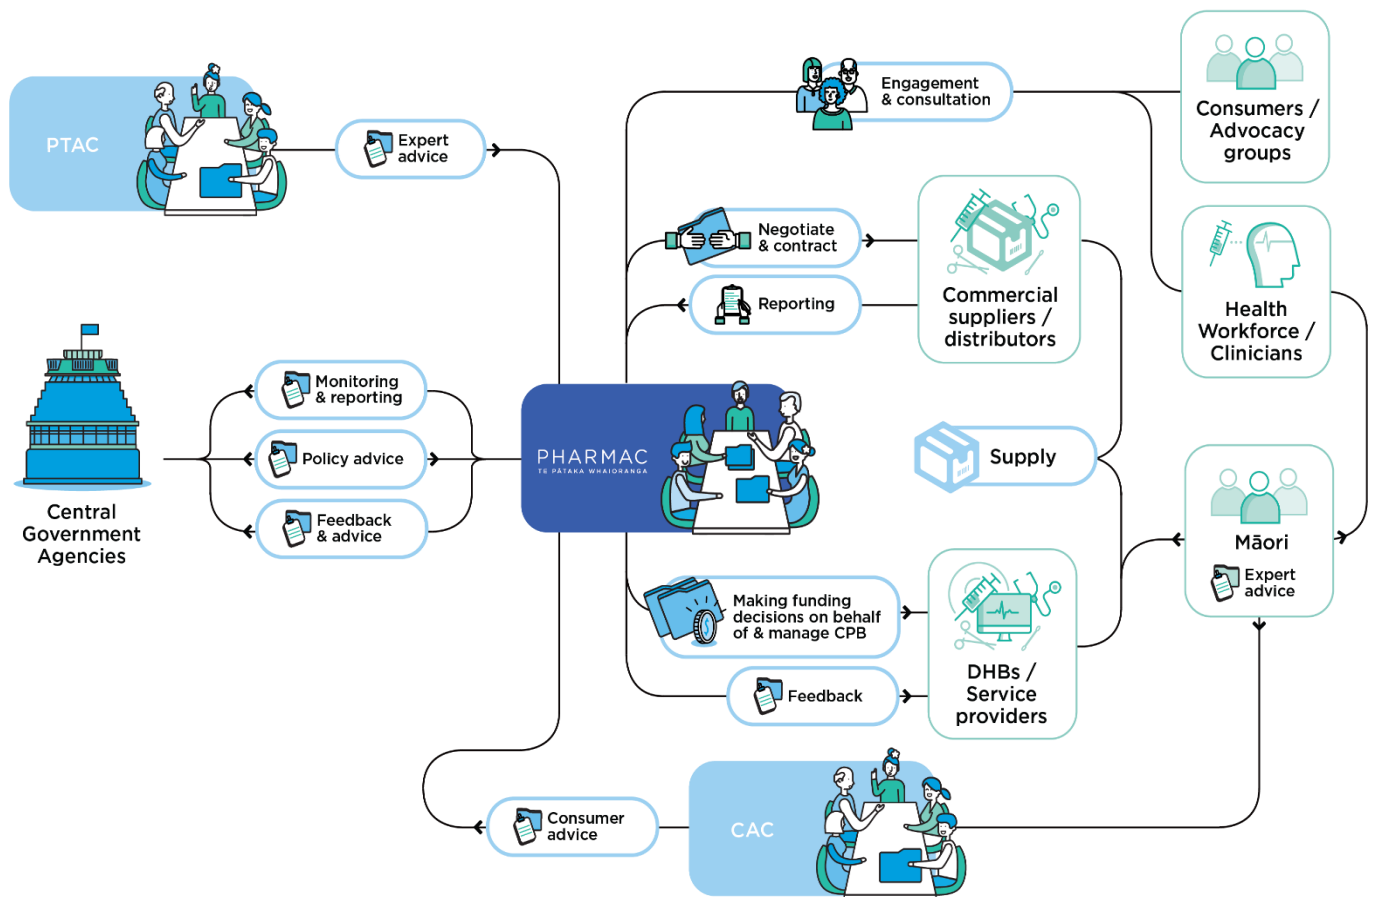 PTAC
Expert
advice
Engagement
& consultation
Consumers /
Advocacy
groups
Negotiate
& contract
Reporting
Commercial
suppliers /
distributors
Health
Workforce /
Clinicians
Central
Government
Agencies
Monitoring
& reporting
Policy advice
Feedback
& advice
PHARMAC
TE PĀTAKA WHAIORANGA
Supply
Māori
Expert
advice
Making funding
decisions on behalf
of & manage CPB
Feedback
DHBs /
Service
providers
Consumer
advice
CAC